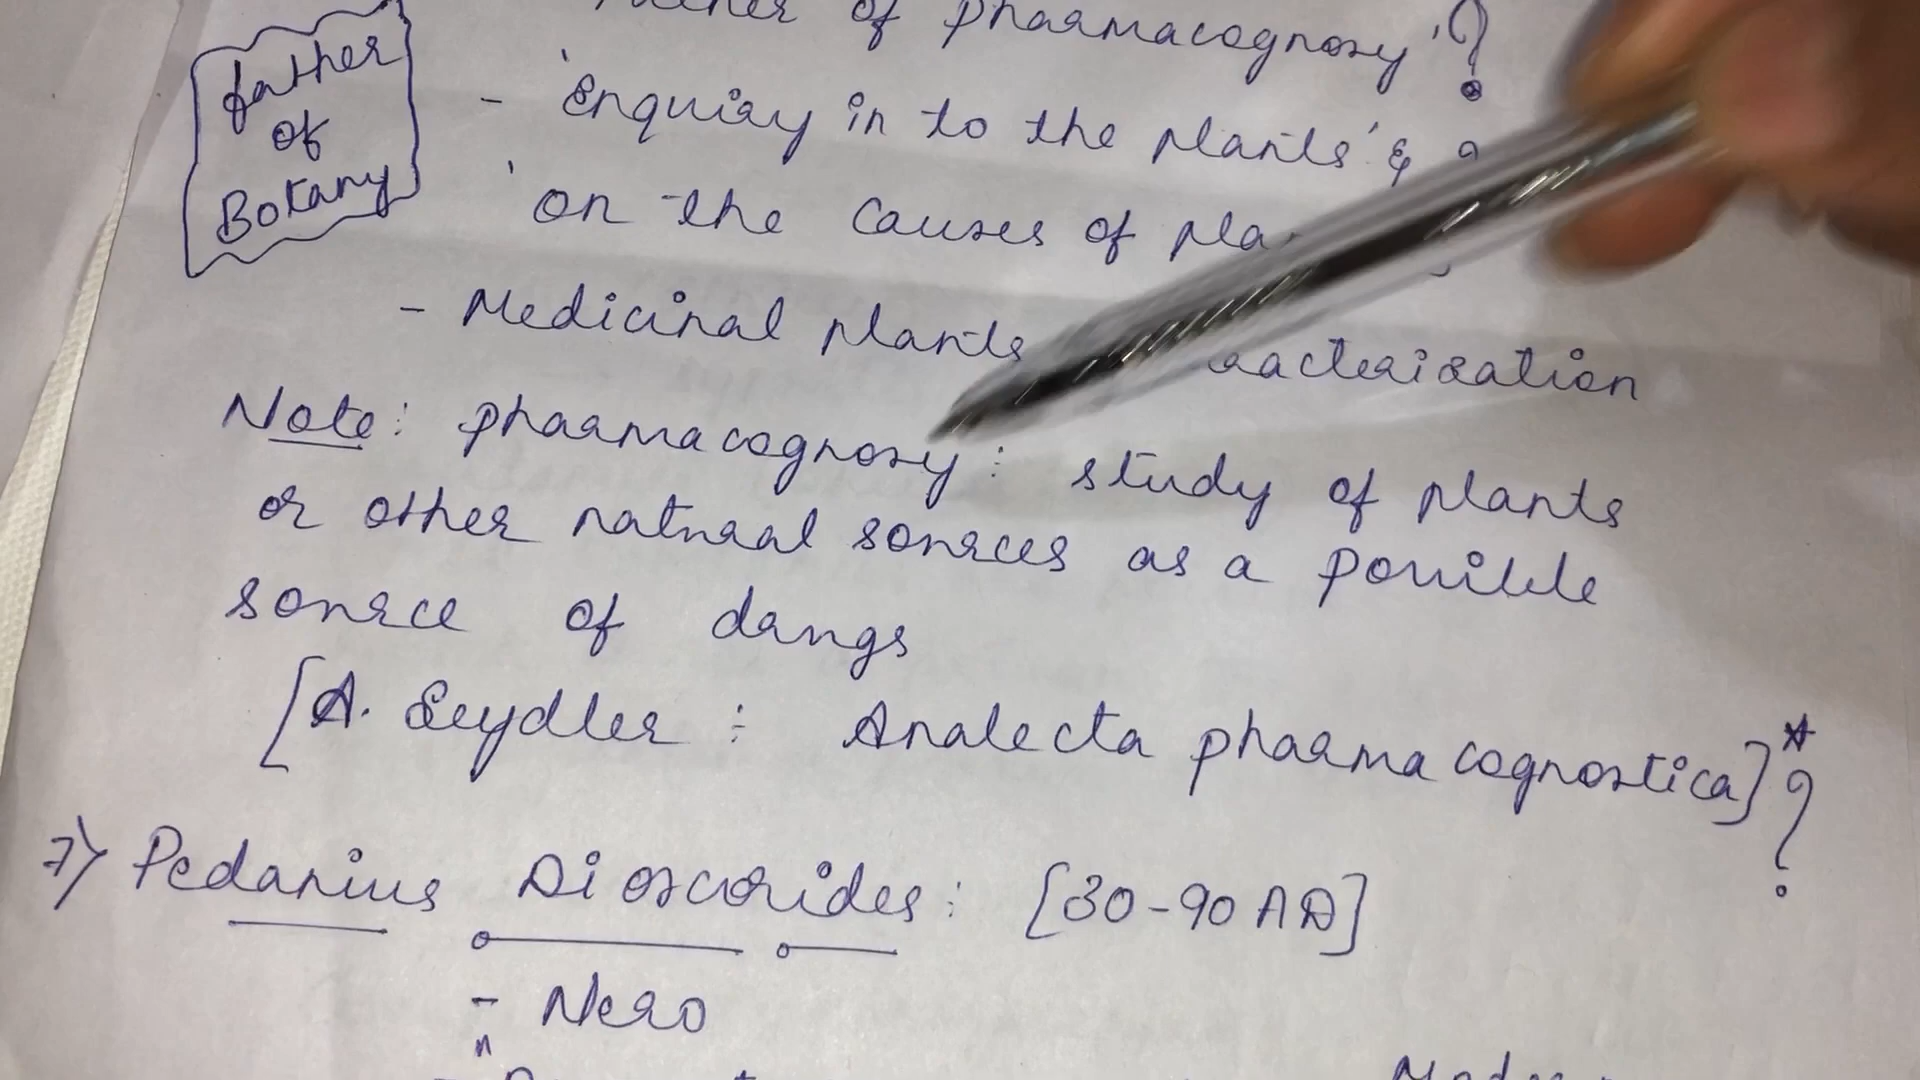 father
of
Botany
of pharmacognosy'?
- 'Enquiry in to the plants' &
'on the causes of
- Medicinal plants
Note: pharmacognosy: study of plants
or other natural sources as a possible
source of drugs
[A. Seydler : Analecta pharmacognostica]*?
7) Pedanius Dioscorides: [30-90 AD]
- Nero